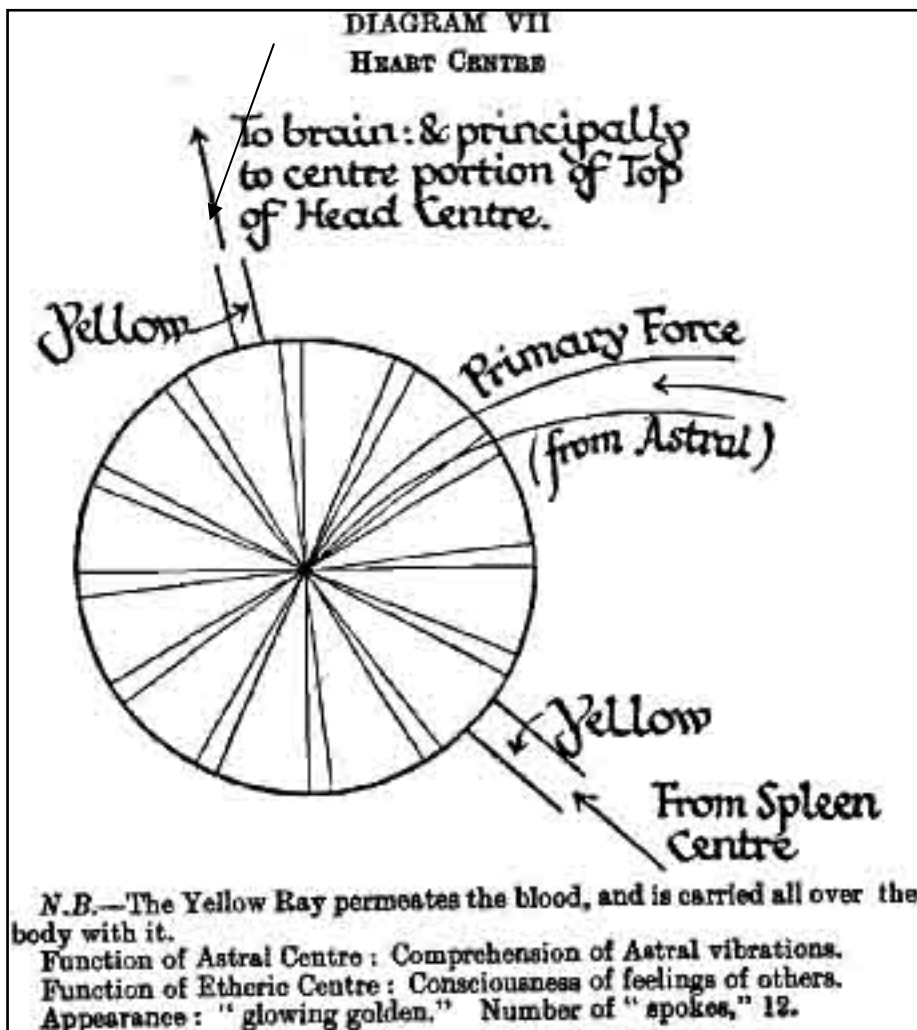 DIAGRAM VII
HEART CENTRE
To brain: & principally
to centre portion of Top
of Head Centre.
Yellow
Primary Force
(from Astral)
Yellow
From Spleen
Centre
N.B.—The Yellow Ray permeates the blood, and is carried all over the
body with it.
Function of Astral Centre: Comprehension of Astral vibrations.
Function of Etheric Centre: Consciousness of feelings of others.
Appearance: "glowing golden." Number of "spokes," 12.